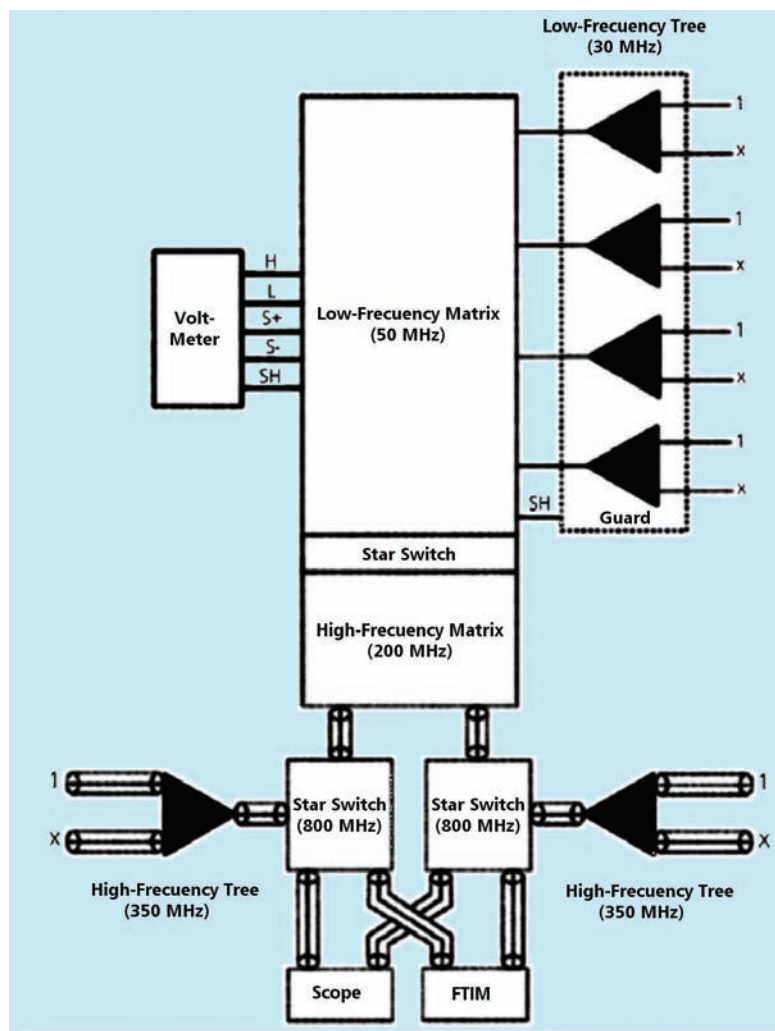 Low-Frecuency Tree
(30 MHz)
1
x
1
x
1
x
1
x
Guard
SH
H
L
S+
S-
SH
Volt-
Meter
Low-Frecuency Matrix
(50 MHz)
Star Switch
High-Frecuency Matrix
(200 MHz)
1
x
High-Frecuency Tree
(350 MHz)
Star Switch
(800 MHz)
Star Switch
(800 MHz)
1
x
High-Frecuency Tree
(350 MHz)
Scope
FTIM